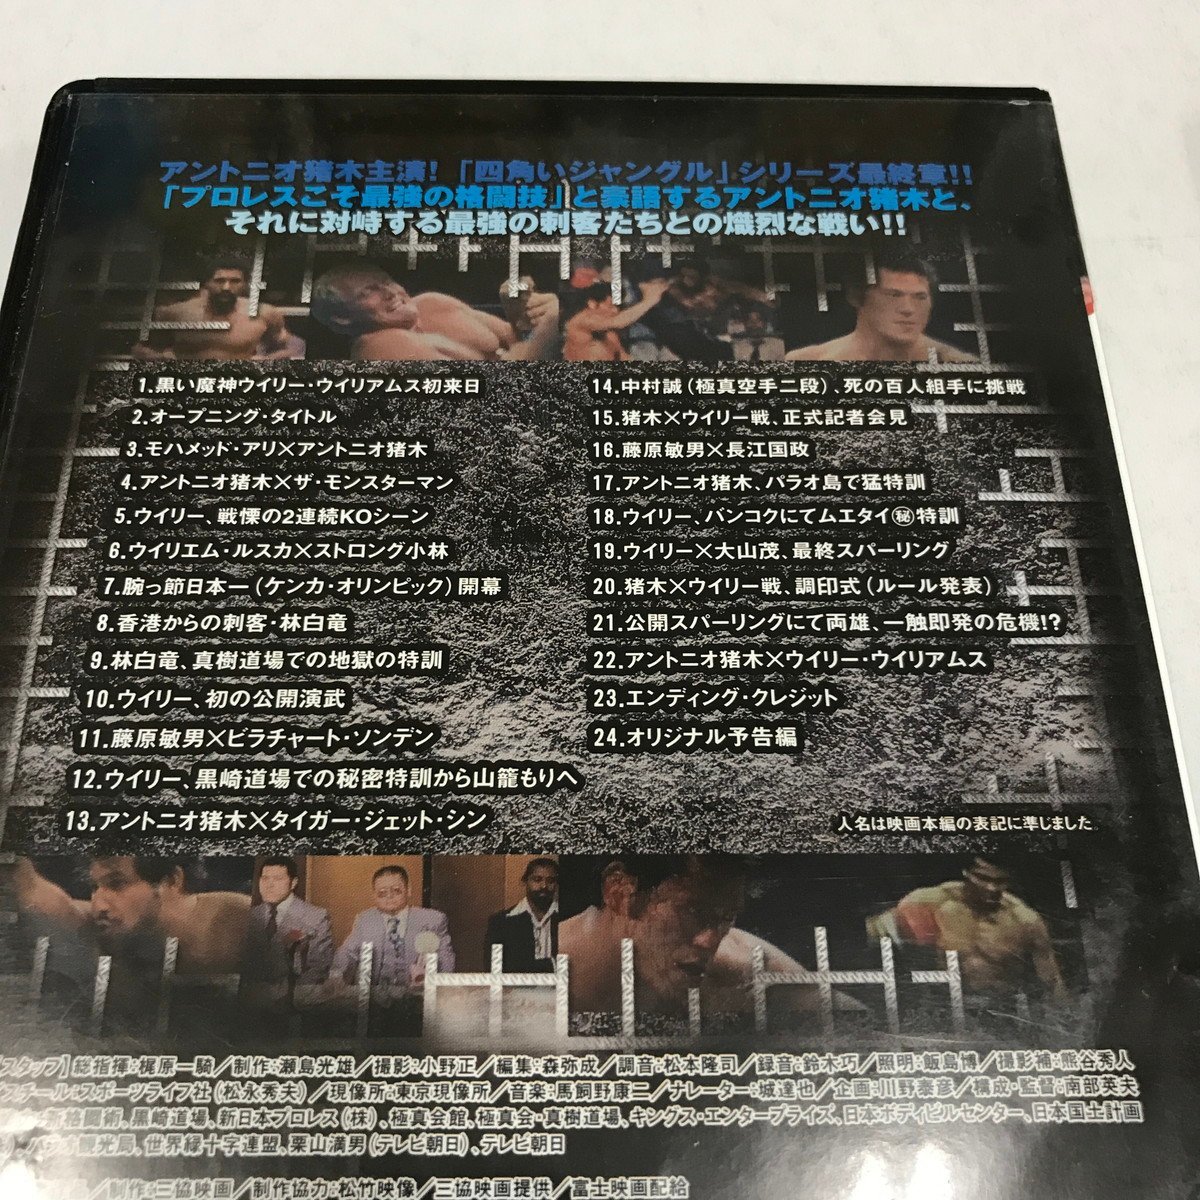 アントニオ猪木主演!「四角いジャングル」シリーズ最終章!!
「プロレスこそ最強の格闘技」と豪語するアントニオ猪木と、
それに対峙する最強の刺客たちとの熾烈な戦い!!
1.黒い魔神ウイリー・ウイリアムス初来日
2.オープニング・タイトル
3.モハメッド・アリ×アントニオ猪木
4.アントニオ猪木×ザ・モンスターマン
5.ウイリー、戦慄の2連続KOシーン
6.ウイリエム・ルスカ×ストロング小林
7.腕っ節日本一(ケンカ・オリンピック)開幕
8.香港からの刺客・林白竜
9.林白竜、真樹道場での地獄の特訓
10.ウイリー、初の公開演武
11.藤原敏男×ビラチャート・ソンデン
12.ウイリー、黒崎道場での秘密特訓から山籠もりへ
13.アントニオ猪木×タイガー・ジェット・シン
14.中村誠(極真空手二段)、死の百人組手に挑戦
15.猪木×ウイリー戦、正式記者会見
16.藤原敏男×長江国政
17.アントニオ猪木、パラオ島で猛特訓
18.ウイリー、バンコクにてムエタイ㊙特訓
19.ウイリー×大山茂、最終スパーリング
20.猪木×ウイリー戦、調印式(ルール発表)
21.公開スパーリングにて両雄、一触即発の危機!?
22.アントニオ猪木×ウイリー・ウイリアムス
23.エンディング・クレジット
24.オリジナル予告編
人名は映画本編の表記に準じました。
スタッフ]総指揮:梶原一騎/制作:瀬島光雄/撮影:小野正/編集:森弥成/調音:松本隆司/録音:鈴木巧/照明:飯島博/撮影補:熊谷秀人
スチール:スポーツライフ社(松永秀夫)/現像所:東京現像所/音楽:馬飼野康二/ナレーター:城達也/企画:川野泰彦/構成・監督:南部英夫
新格闘術、黒崎道場、新日本プロレス(株)、極真会館、極真会・真樹道場、キングス・エンタープライズ、日本ボディビルセンター、日本国土計画
観光局、世界緑十字連盟、栗山満男(テレビ朝日)、テレビ朝日
/制作:三協映画/制作協力:松竹映像/三協映画提供/富士映画配給